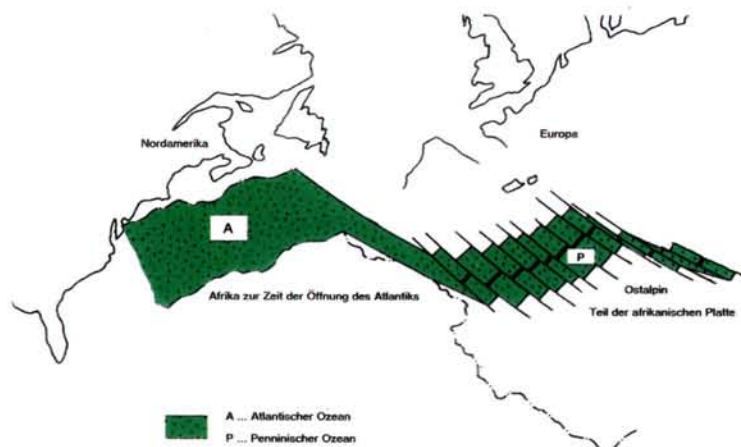 Nordamerika
Europa
A
P
Afrika zur Zeit der Öffnung des Atlantiks
Ostalpin
Teil der afrikanischen Platte
A ... Atlantischer Ozean
P ... Penninischer Ozean